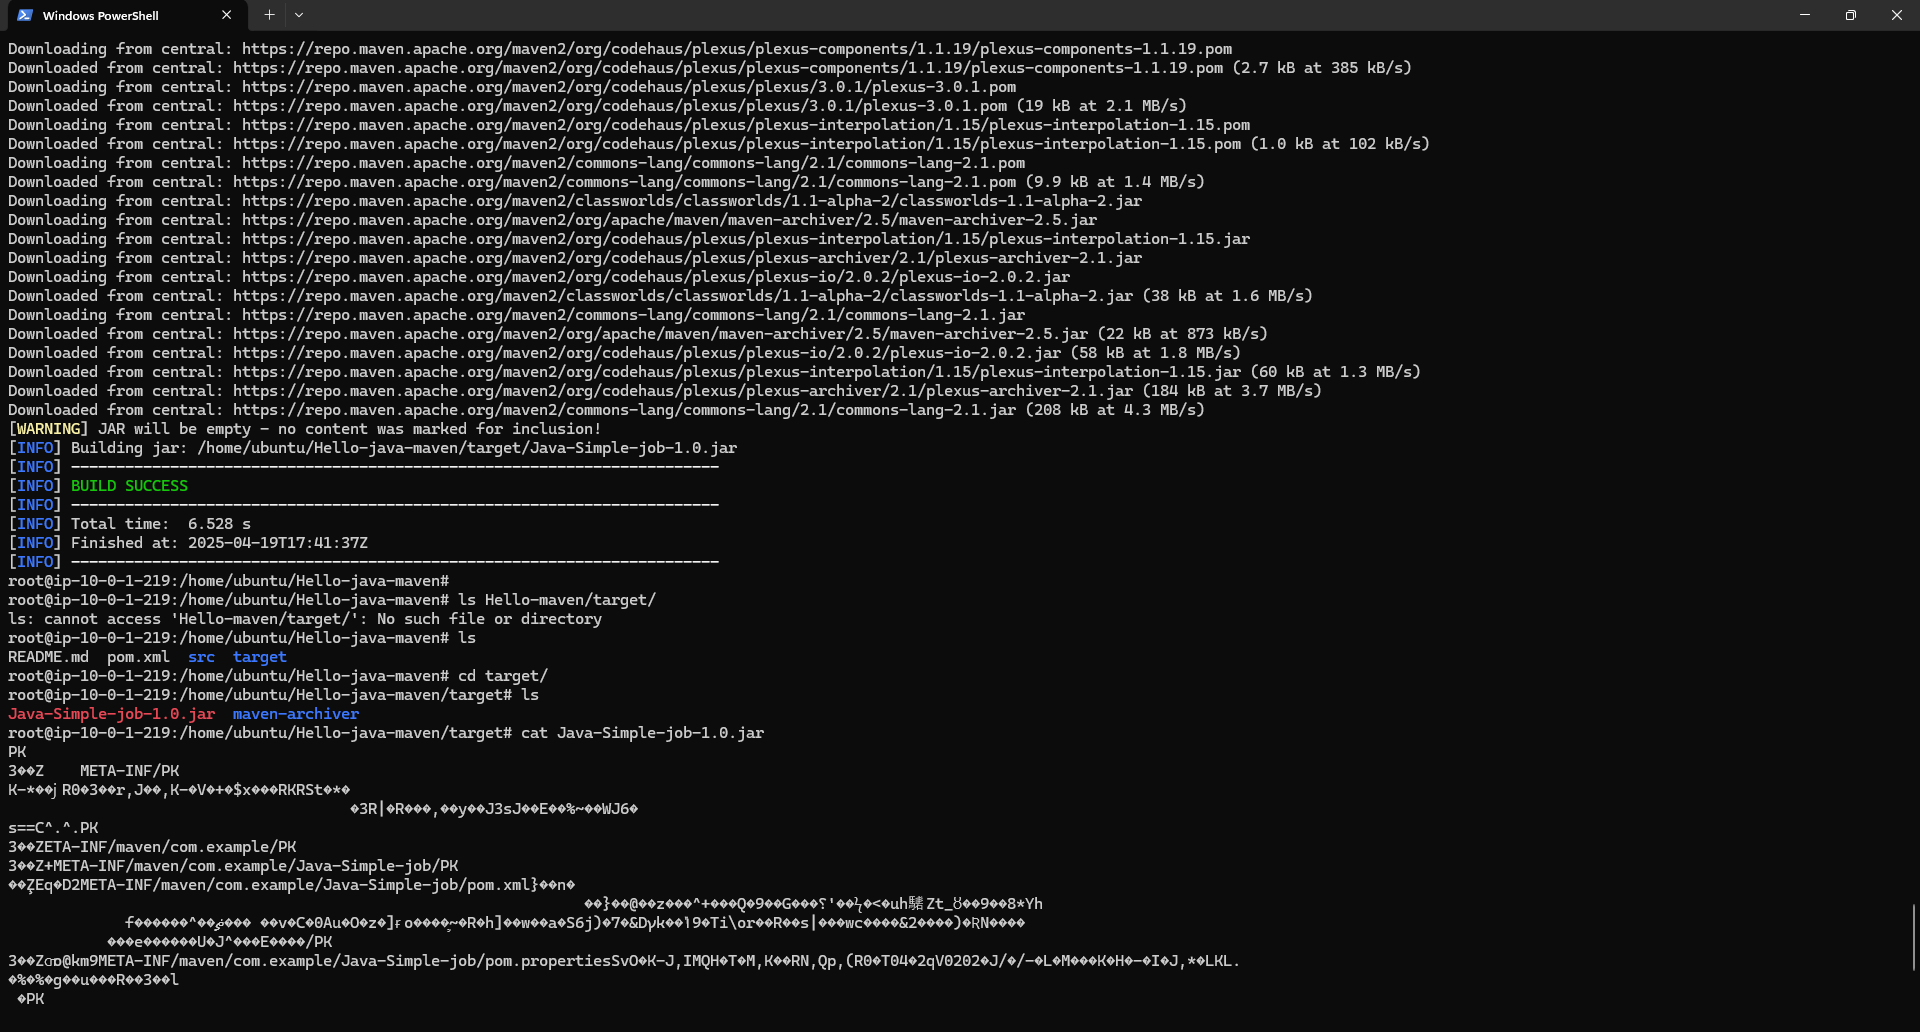 Windows PowerShell
Downloading from central: https://repo.maven.apache.org/maven2/org/codehaus/plexus/plexus-components/1.1.19/plexus-components-1.1.19.pom
Downloaded from central: https://repo.maven.apache.org/maven2/org/codehaus/plexus/plexus-components/1.1.19/plexus-components-1.1.19.pom (2.7 kB at 385 kB/s)
Downloading from central: https://repo.maven.apache.org/maven2/org/codehaus/plexus/plexus/3.0.1/plexus-3.0.1.pom
Downloaded from central: https://repo.maven.apache.org/maven2/org/codehaus/plexus/plexus/3.0.1/plexus-3.0.1.pom (19 kB at 2.1 MB/s)
Downloading from central: https://repo.maven.apache.org/maven2/org/codehaus/plexus/plexus-interpolation/1.15/plexus-interpolation-1.15.pom
Downloaded from central: https://repo.maven.apache.org/maven2/org/codehaus/plexus/plexus-interpolation/1.15/plexus-interpolation-1.15.pom (1.0 kB at 102 kB/s)
Downloading from central: https://repo.maven.apache.org/maven2/commons-lang/commons-lang/2.1/commons-lang-2.1.pom
Downloaded from central: https://repo.maven.apache.org/maven2/commons-lang/commons-lang/2.1/commons-lang-2.1.pom (9.9 kB at 1.4 MB/s)
Downloading from central: https://repo.maven.apache.org/maven2/classworlds/classworlds/1.1-alpha-2/classworlds-1.1-alpha-2.jar
Downloading from central: https://repo.maven.apache.org/maven2/org/apache/maven/maven-archiver/2.5/maven-archiver-2.5.jar
Downloading from central: https://repo.maven.apache.org/maven2/org/codehaus/plexus/plexus-interpolation/1.15/plexus-interpolation-1.15.jar
Downloading from central: https://repo.maven.apache.org/maven2/org/codehaus/plexus/plexus-archiver/2.1/plexus-archiver-2.1.jar
Downloading from central: https://repo.maven.apache.org/maven2/org/codehaus/plexus/plexus-io/2.0.2/plexus-io-2.0.2.jar
Downloaded from central: https://repo.maven.apache.org/maven2/classworlds/classworlds/1.1-alpha-2/classworlds-1.1-alpha-2.jar (38 kB at 1.6 MB/s)
Downloading from central: https://repo.maven.apache.org/maven2/commons-lang/commons-lang/2.1/commons-lang-2.1.jar
Downloaded from central: https://repo.maven.apache.org/maven2/org/apache/maven/maven-archiver/2.5/maven-archiver-2.5.jar (22 kB at 873 kB/s)
Downloaded from central: https://repo.maven.apache.org/maven2/org/codehaus/plexus/plexus-io/2.0.2/plexus-io-2.0.2.jar (58 kB at 1.8 MB/s)
Downloaded from central: https://repo.maven.apache.org/maven2/org/codehaus/plexus/plexus-interpolation/1.15/plexus-interpolation-1.15.jar (60 kB at 1.3 MB/s)
Downloaded from central: https://repo.maven.apache.org/maven2/org/codehaus/plexus/plexus-archiver/2.1/plexus-archiver-2.1.jar (184 kB at 3.7 MB/s)
Downloaded from central: https://repo.maven.apache.org/maven2/commons-lang/commons-lang/2.1/commons-lang-2.1.jar (208 kB at 4.3 MB/s)
[WARNING] JAR will be empty - no content was marked for inclusion!
[INFO] Building jar: /home/ubuntu/Hello-java-maven/target/Java-Simple-job-1.0.jar
[INFO] ------------------------------------------------------------------------
[INFO] BUILD SUCCESS
[INFO] ------------------------------------------------------------------------
[INFO] Total time:  6.528 s
[INFO] Finished at: 2025-04-19T17:41:37Z
[INFO] ------------------------------------------------------------------------
root@ip-10-0-1-219:/home/ubuntu/Hello-java-maven#
root@ip-10-0-1-219:/home/ubuntu/Hello-java-maven# ls Hello-maven/target/
ls: cannot access 'Hello-maven/target/': No such file or directory
root@ip-10-0-1-219:/home/ubuntu/Hello-java-maven# ls
README.md  pom.xml  src  target
root@ip-10-0-1-219:/home/ubuntu/Hello-java-maven# cd target/
root@ip-10-0-1-219:/home/ubuntu/Hello-java-maven/target# ls
Java-Simple-job-1.0.jar  maven-archiver
root@ip-10-0-1-219:/home/ubuntu/Hello-java-maven/target# cat Java-Simple-job-1.0.jar
PK
3��Z    META-INF/PK
K-*��j R0�3��r,J��,K-�V�+�$x���RKRSt�*�
�3R|�R���,��y��J3sJ��E��%~��WJ6�
s==C^.^.PK
3��ZETA-INF/maven/com.example/PK
3��Z+META-INF/maven/com.example/Java-Simple-job/PK
META-INF/maven/com.example/Java-Simple-job/pom.xml}��n�
���e������U�J^���E����/PK
META-INF/maven/com.example/Java-Simple-job/pom.propertiesSvO�K-J,IMQH�T�M,K��RN,Qp,(R0�T04�2qV0202�J/�/-�L�M���K�H�-�I�J,*�LKL.
�%�%�g��u���R��3��l
�PK